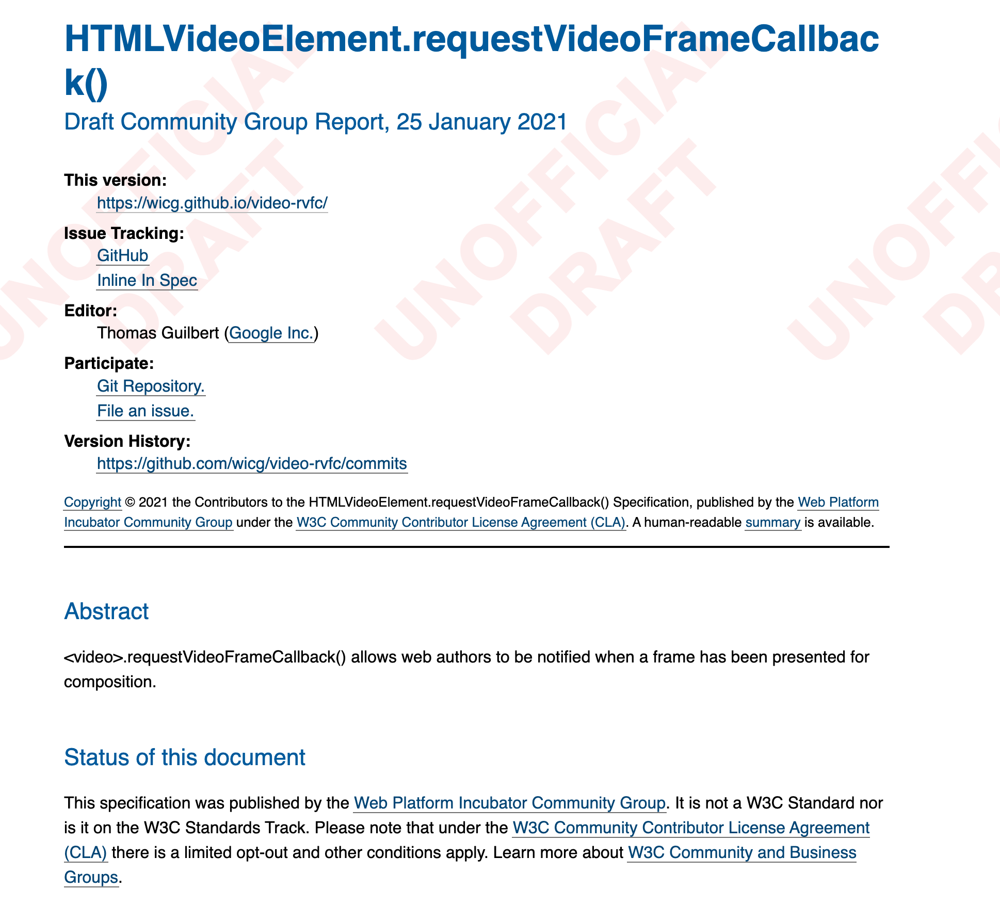 HTMLVideoElement.requestVideoFrameCallbac
k()
Draft Community Group Report, 25 January 2021
This version:
https://wicg.github.io/video-rvfc/
Issue Tracking:
GitHub
Inline In Spec
Editor:
Thomas Guilbert (Google Inc.)
Participate:
Git Repository.
File an issue.
Version History:
https://github.com/wicg/video-rvfc/commits
Copyright © 2021 the Contributors to the HTMLVideoElement.requestVideoFrameCallback() Specification, published by the Web Platform
Incubator Community Group under the W3C Community Contributor License Agreement (CLA). A human-readable summary is available.
Abstract
<video>.requestVideoFrameCallback() allows web authors to be notified when a frame has been presented for
composition.
Status of this document
This specification was published by the Web Platform Incubator Community Group. It is not a W3C Standard nor
is it on the W3C Standards Track. Please note that under the W3C Community Contributor License Agreement
(CLA) there is a limited opt-out and other conditions apply. Learn more about W3C Community and Business
Groups.
UNOFFICIAL
DRAFT
UNOFFICIAL
DRAFT
UNOFFIC
DR